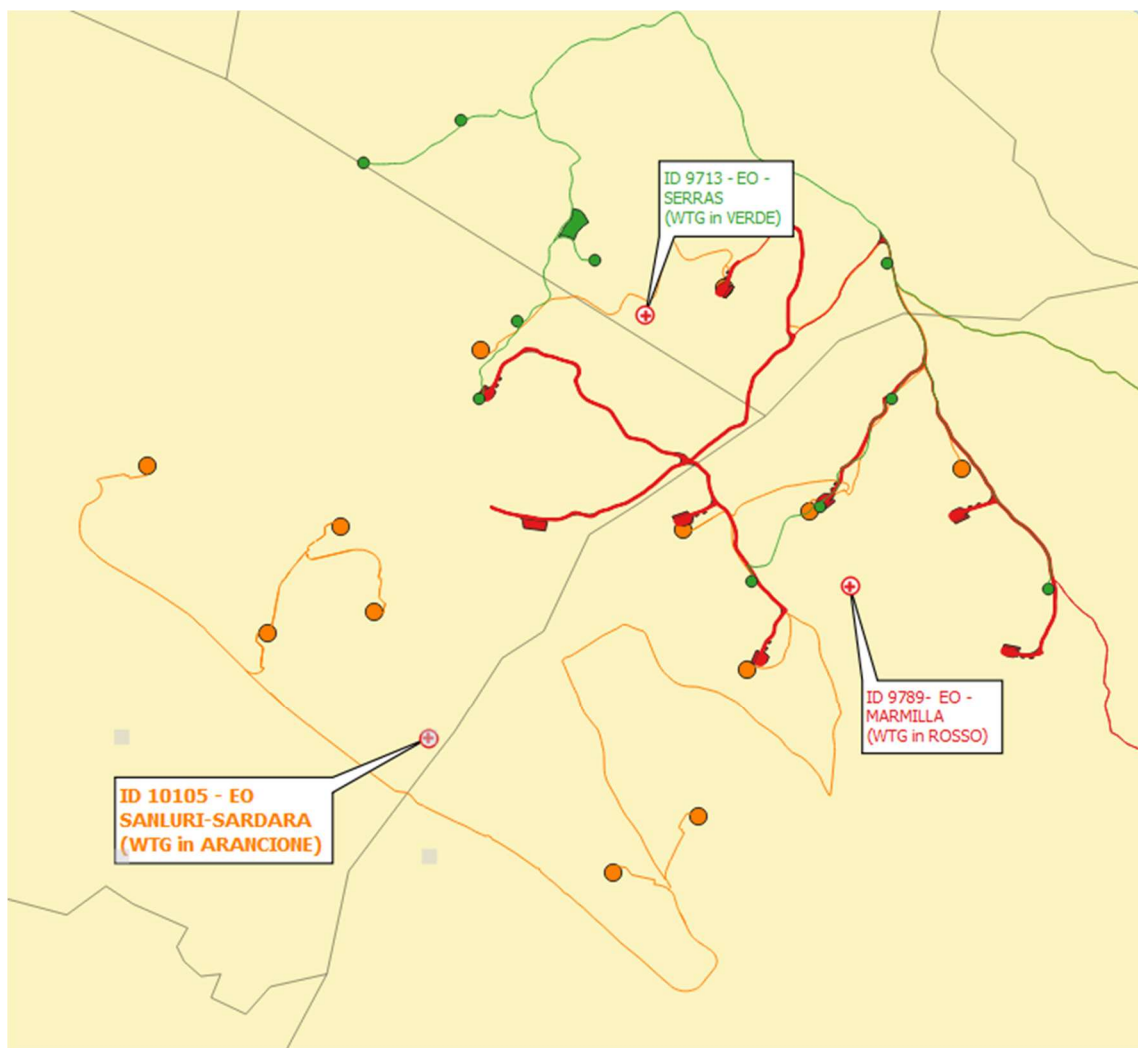 ID 9713 - EO -
SERRAS
(WTG in VERDE)
ID 9789- EO -
MARMILLA
(WTG in ROSSO)
ID 10105 - EO
SANLURI-SARDARA
(WTG in ARANCIONE)